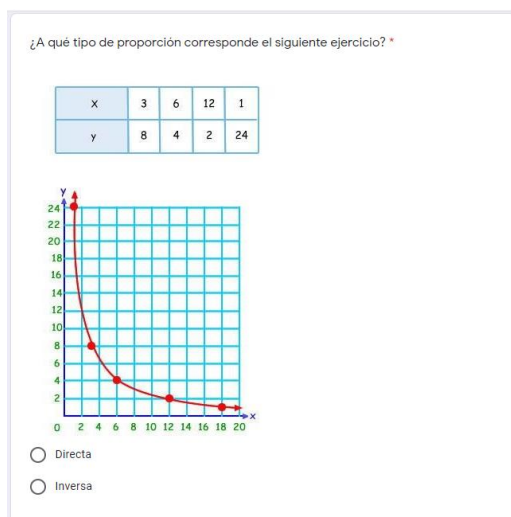 ¿A qué tipo de proporción corresponde el siguiente ejercicio? *
X 3 6 12 1
y 8 4 2 24
y
24
22
20
18
16
14
12
10
8
6
4
2
0 2 4 6 8 10 12 14 16 18 20 x
Directa
Inversa